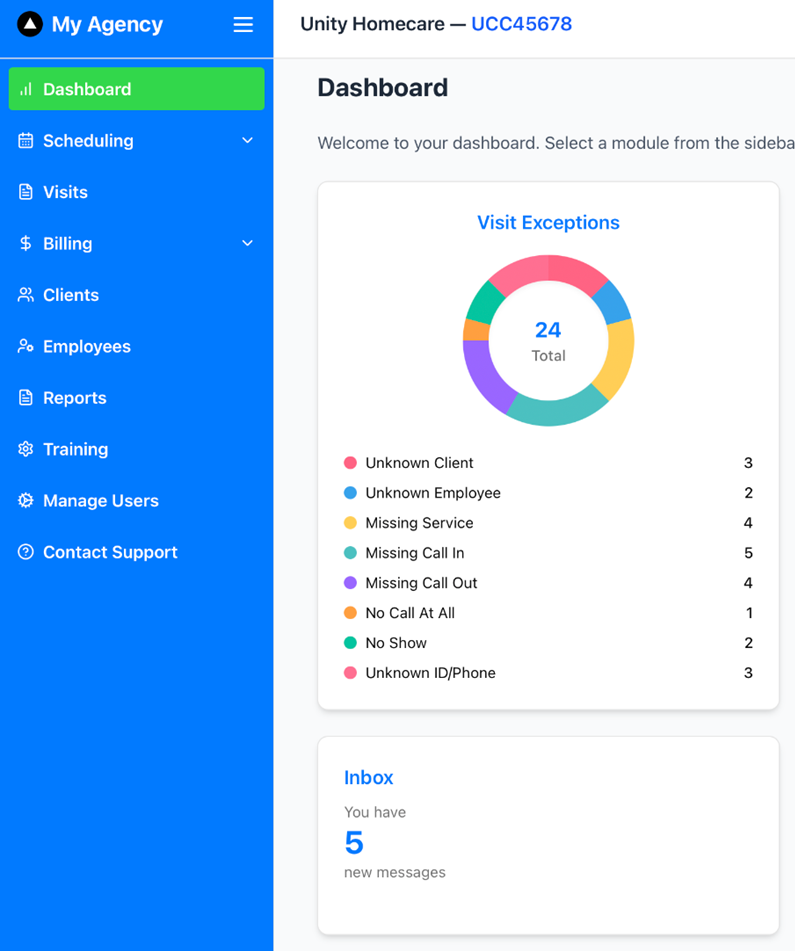 My Agency
Unity Homecare — UCC45678
Dashboard
Scheduling
Visits
Billing
Clients
Employees
Reports
Training
Manage Users
Contact Support
Dashboard
Welcome to your dashboard. Select a module from the sideba
Visit Exceptions
24
Total
Unknown Client 3
Unknown Employee 2
Missing Service 4
Missing Call In 5
Missing Call Out 4
No Call At All 1
No Show 2
Unknown ID/Phone 3
Inbox
You have
5
new messages